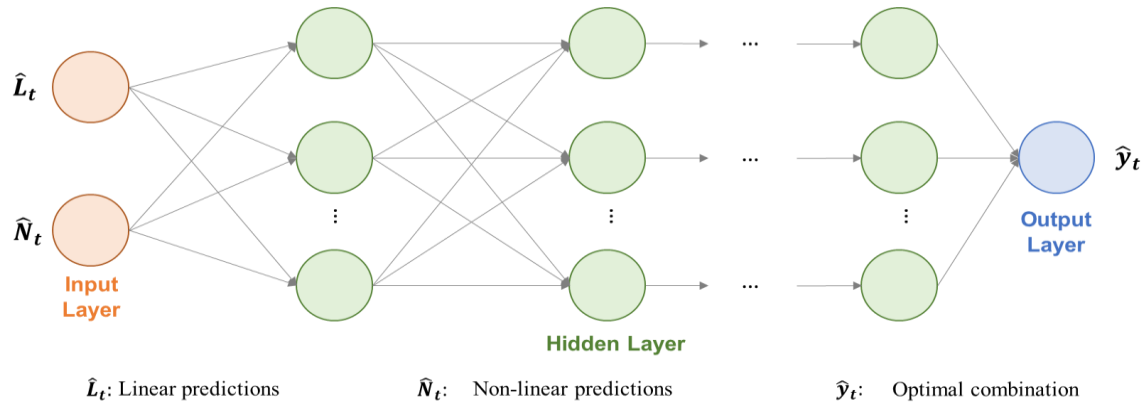 L̂ₜ
N̂ₜ
Input
Layer
...
...
...
⋮
⋮
⋮
Hidden Layer
ŷₜ
Output
Layer
L̂ₜ: Linear predictions
N̂ₜ: Non-linear predictions
ŷₜ: Optimal combination